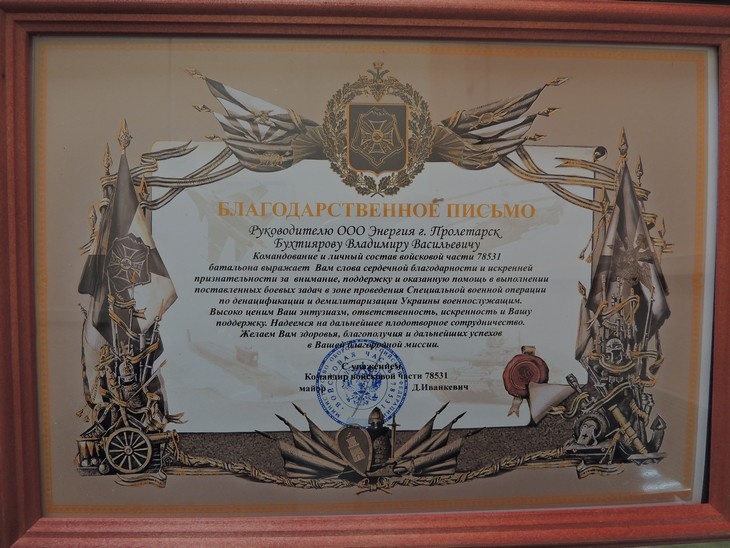 БЛАГОДАРСТВЕННОЕ ПИСЬМО
Руководителю ООО Энергия г. Пролетарск
Бухтиярову Владимиру Васильевичу
Командование и личный состав войсковой части 78531
батальона выражает Вам слова сердечной благодарности и искренней
признательности за внимание, поддержку и оказанную помощь в выполнении
поставленных боевых задач в зоне проведения Специальной военной операции
по денацификации и демилитаризации Украины военнослужащим.
Высоко ценим Ваш энтузиазм, ответственность, искренность и Вашу
поддержку. Надеемся на дальнейшее плодотворное сотрудничество.
Желаем Вам здоровья, благополучия и дальнейших успехов
в Вашей благородной миссии.
С уважением,
Командир войсковой части 78531
майор Д.Иванкевич
ВОЙСКОВАЯ ЧАСТЬ 78531